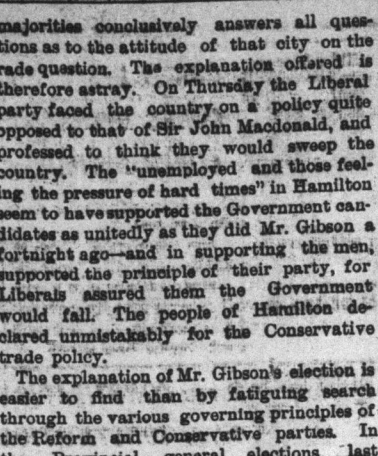 majorities conclusively answers all ques-
tions as to the attitude of that city on the
rade question. The explanation offered is
therefore astray. On Thursday the Liberal
party faced the country on a policy quite
opposed to that of Sir John Macdonald, and
professed to think they would sweep the
country. The "unemployed and those feel-
ing the pressure of hard times" in Hamilton
seem to have supported the Government can-
didates as unitedly as they did Mr. Gibson a
fortnight ago—and in supporting the men,
supported the principle of their party, for
Liberals assured them the Government
would fall. The people of Hamilton de-
clared unmistakably for the Conservative
trade policy.
The explanation of Mr. Gibson's election is
easier to find than by fatiguing search
through the various governing principles of
the Reform and Conservative parties. In
the Provincial general elections last